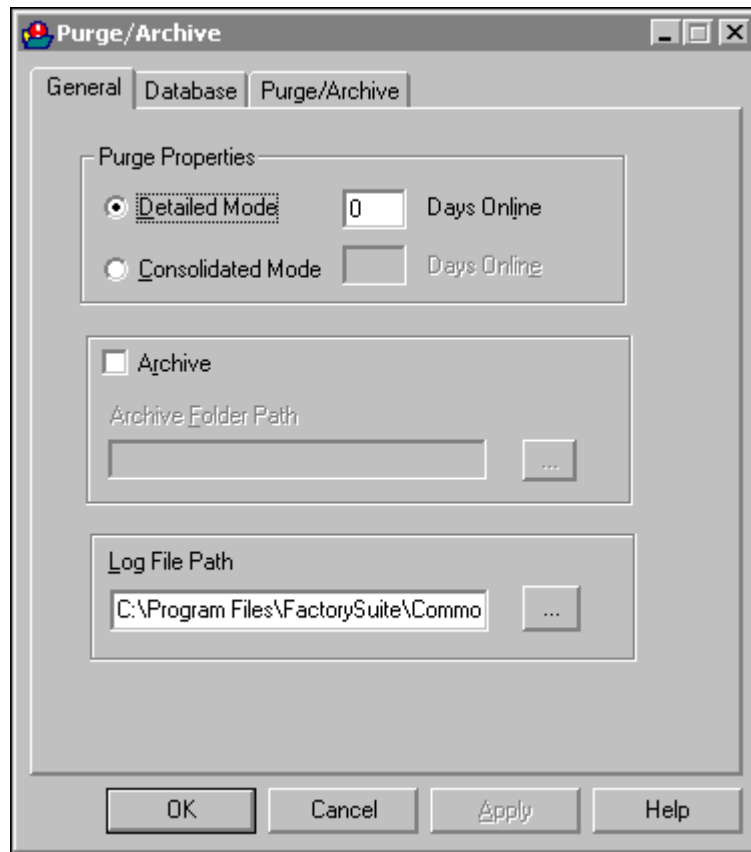 Purge/Archive
General Database Purge/Archive
Purge Properties
Detailed Mode 0 Days Online
Consolidated Mode Days Online
Archive
Archive Folder Path
...
Log File Path
C:\Program Files\FactorySuite\Commo ...
OK Cancel Apply Help